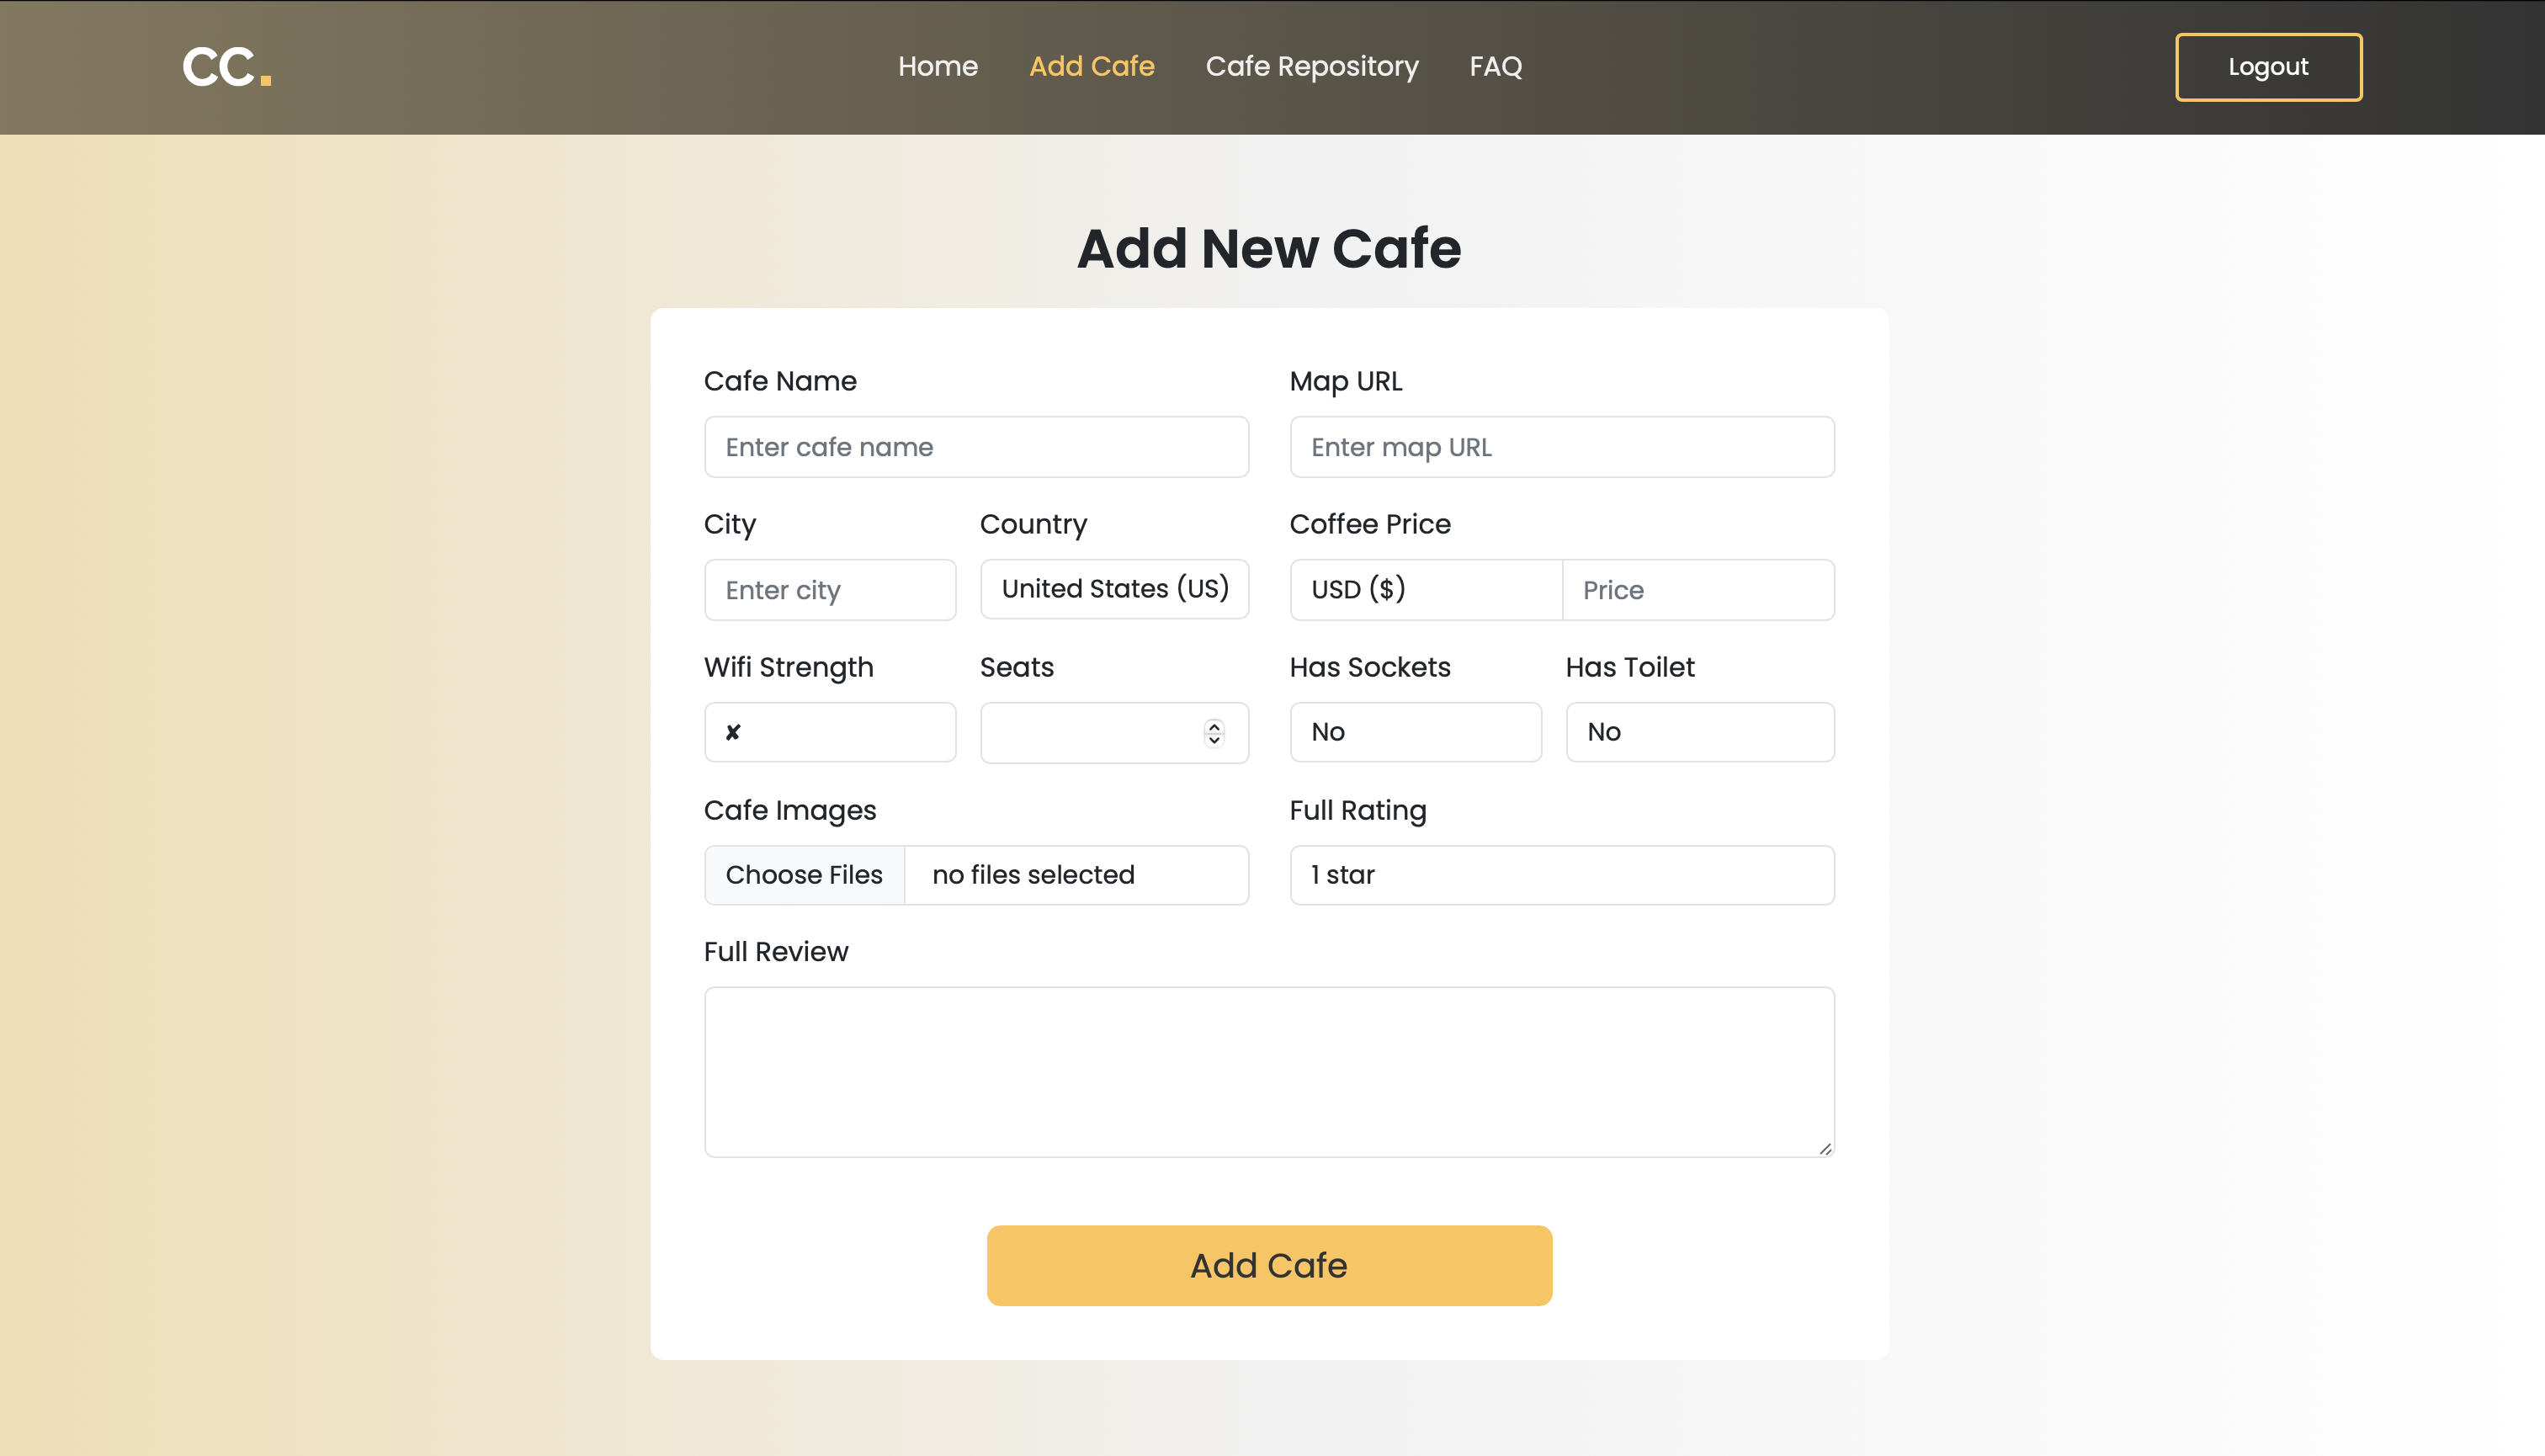 CC.
Home Add Cafe Cafe Repository FAQ
Logout
Add New Cafe
Cafe Name Map URL
Enter cafe name Enter map URL
City Country Coffee Price
Enter city United States (US) USD ($) Price
Wifi Strength Seats Has Sockets Has Toilet
✘ No No
Cafe Images Full Rating
Choose Files no files selected 1 star
Full Review
Add Cafe